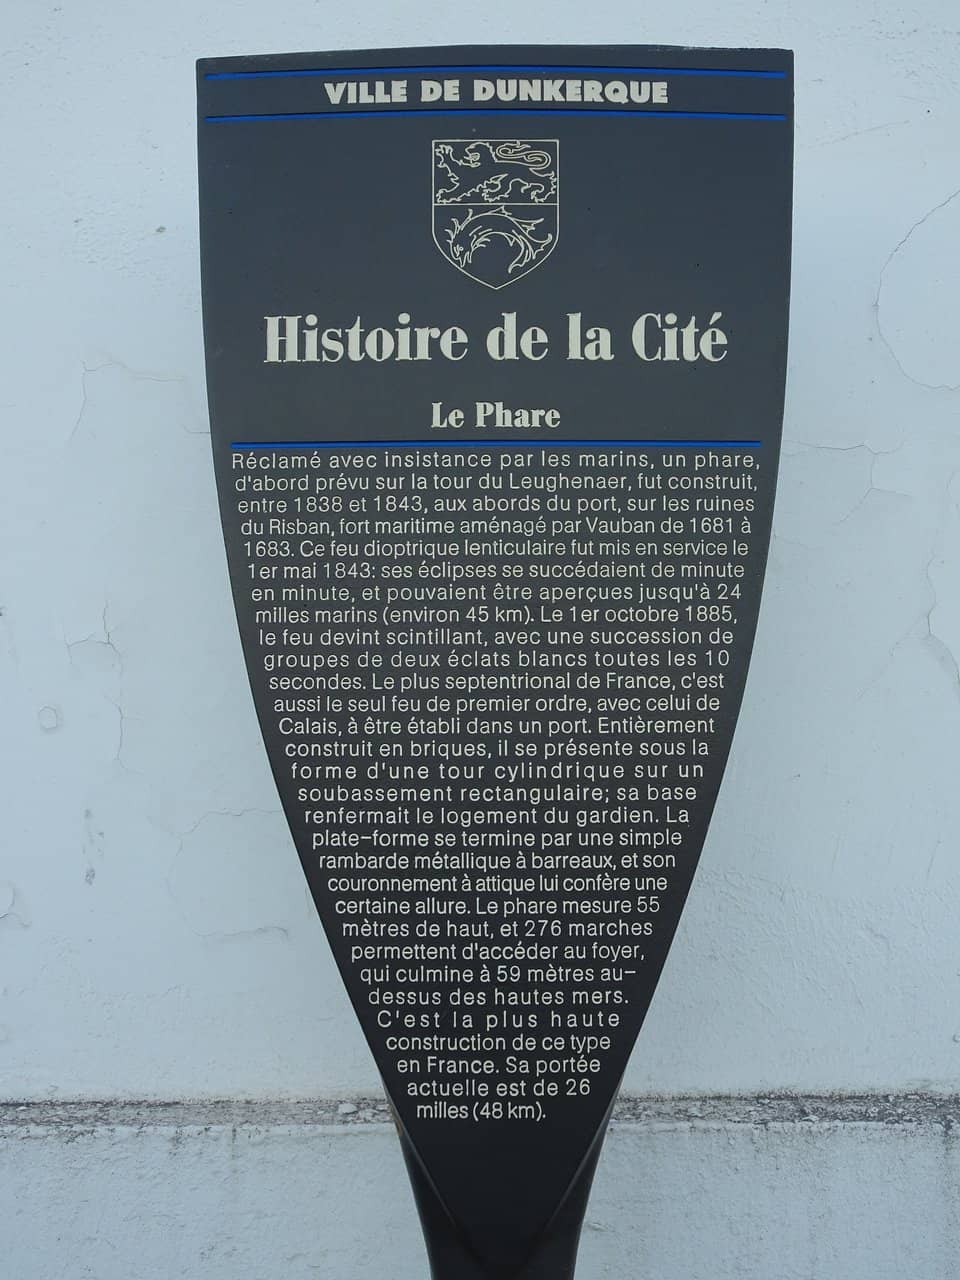 VILLE DE DUNKERQUE
Histoire de la Cité
Le Phare
Réclamé avec insistance par les marins, un phare,
d'abord prévu sur la tour du Leughenaer, fut construit,
entre 1838 et 1843, aux abords du port, sur les ruines
du Risban, fort maritime aménagé par Vauban de 1681 à
1683. Ce feu dioptrique lenticulaire fut mis en service le
1er mai 1843: ses éclipses se succédaient de minute
en minute, et pouvaient être aperçues jusqu'à 24
milles marins (environ 45 km). Le 1er octobre 1885,
le feu devint scintillant, avec une succession de
groupes de deux éclats blancs toutes les 10
secondes. Le plus septentrional de France, c'est
aussi le seul feu de premier ordre, avec celui de
Calais, à être établi dans un port. Entièrement
construit en briques, il se présente sous la
forme d'une tour cylindrique sur un
soubassement rectangulaire; sa base
renfermait le logement du gardien. La
plate-forme se termine par une simple
rambarde métallique à barreaux, et son
couronnement à attique lui confère une
certaine allure. Le phare mesure 55
mètres de haut, et 276 marches
permettent d'accéder au foyer,
qui culmine à 59 mètres au-
dessus des hautes mers.
C'est la plus haute
construction de ce type
en France. Sa portée
actuelle est de 26
milles (48 km).